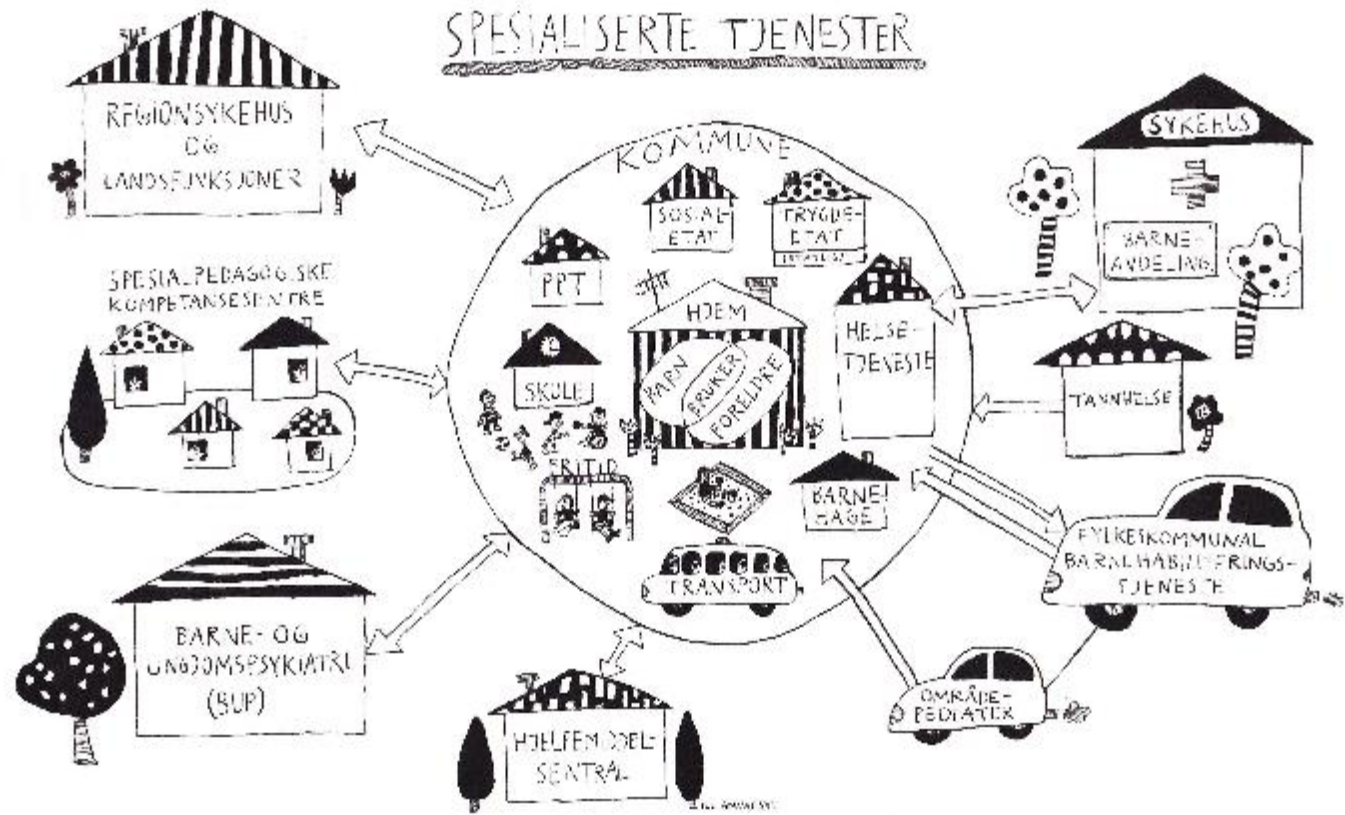 SPESIALISERTE TJENESTER
REGIONSYKEHUS
OG
LANDSFUNKSJONER
KOMMUNE
SYKEHUS
BARNE-
AVDELING
SOSIAL-
ETAT
TRYGDE-
ETAT
PPT
SPESIALPEDAGOGISKE
KOMPETANSESENTRE
HJEM
BARN
BRUKER
FORELDRE
HELSE-
TJENESTE
SKOLE
TANNHELSE
FRITID
BARNE-
HAGE
TRANSPORT
FYLKESKOMMUNAL
BARNEHABILITERINGS-
TJENESTE
BARNE- OG
UNGDOMSPSYKIATRI
(BUP)
OMRÅDE-
PEDIATER
HJELPEMIDDEL-
SENTRAL